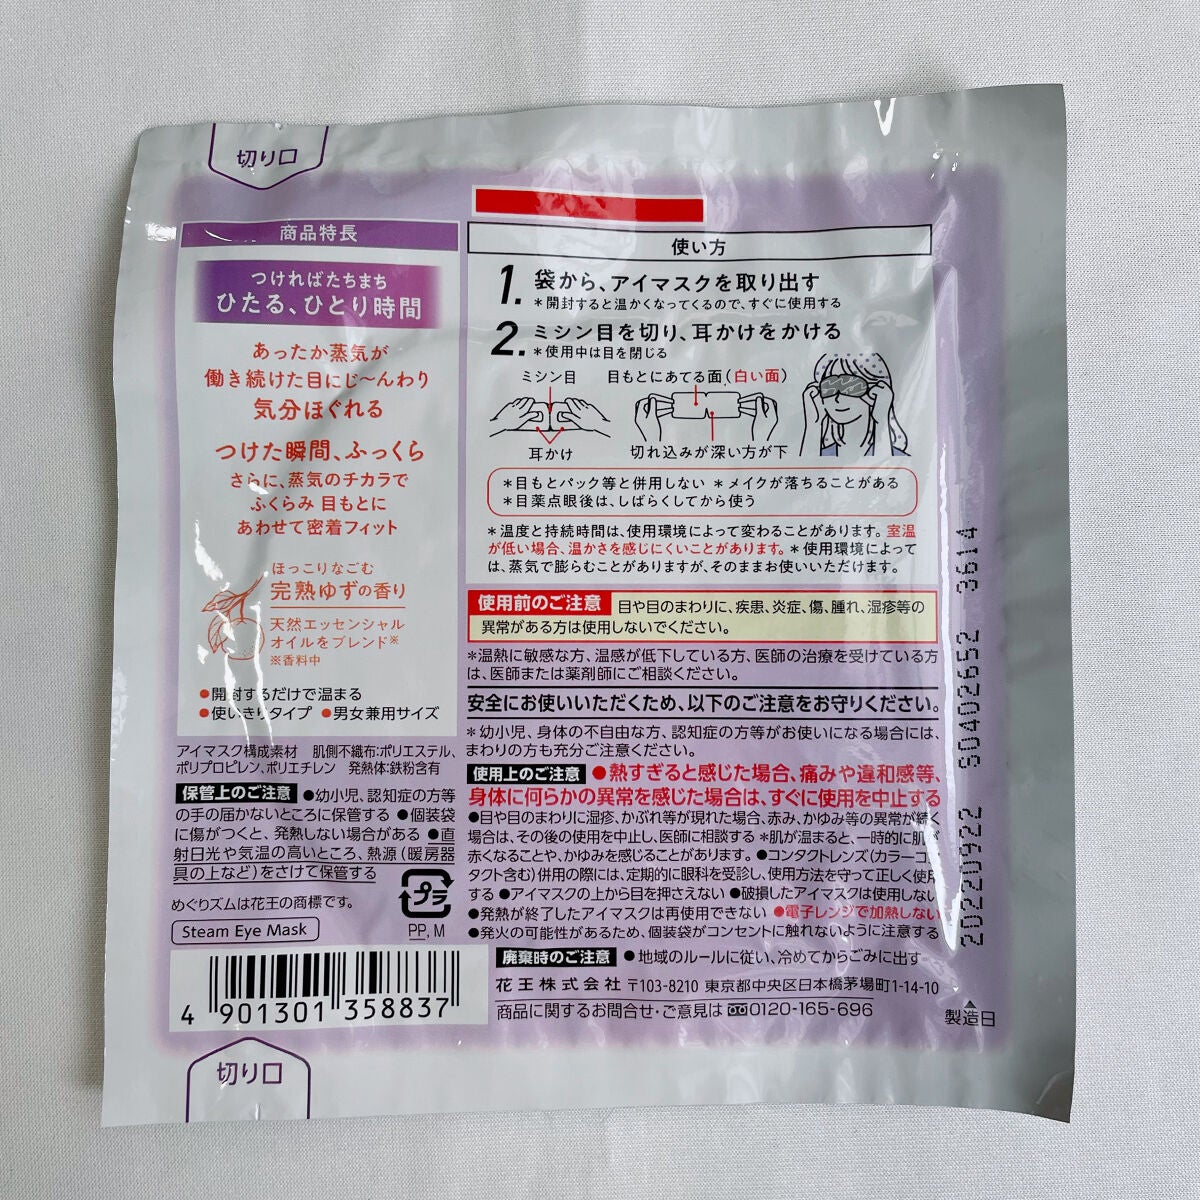 切り口
商品特長
つければたちまち
ひたる、ひとり時間
あったか蒸気が
働き続けた目にじ〜んわり
気分ほぐれる
つけた瞬間、ふっくら
さらに、蒸気のチカラで
ふくらみ 目もとに
あわせて密着フィット
ほっこりなごむ
完熟ゆずの香り
天然エッセンシャル
オイルをブレンド※
※香料中
●開封するだけで温まる
●使いきりタイプ ●男女兼用サイズ
アイマスク構成素材 肌側不織布:ポリエステル、
ポリプロピレン、ポリエチレン 発熱体:鉄粉含有
保管上のご注意 ●幼小児、認知症の方等
の手の届かないところに保管する ●個装袋
に傷がつくと、発熱しない場合がある ●直
射日光や気温の高いところ、熱源(暖房器
具の上など)をさけて保管する
めぐりズムは花王の商標です。
Steam Eye Mask
プラ
PP, M
4 901301 358837
切り口
使い方
1. 袋から、アイマスクを取り出す
＊開封すると温かくなってくるので、すぐに使用する
2. ミシン目を切り、耳かけをかける
＊使用中は目を閉じる
ミシン目 目もとにあてる面(白い面)
耳かけ 切れ込みが深い方が下
＊目もとパック等と併用しない ＊メイクが落ちることがある
＊目薬点眼後は、しばらくしてから使う
＊温度と持続時間は、使用環境によって変わることがあります。室温
が低い場合、温かさを感じにくいことがあります。＊使用環境によって
は、蒸気で膨らむことがありますが、そのままお使いいただけます。
使用前のご注意 目や目のまわりに、疾患、炎症、傷、腫れ、湿疹等の
異常がある方は使用しないでください。
＊温熱に敏感な方、温感が低下している方、医師の治療を受けている方
は、医師または薬剤師にご相談ください。
安全にお使いいただくため、以下のご注意をお守りください。
＊幼小児、身体の不自由な方、認知症の方等がお使いになる場合には、
まわりの方も充分ご注意ください。
使用上のご注意 ●熱すぎると感じた場合、痛みや違和感等、
身体に何らかの異常を感じた場合は、すぐに使用を中止する
●目や目のまわりに湿疹、かぶれ等が現れた場合、赤み、かゆみ等の異常が続く
場合は、その後の使用を中止し、医師に相談する ＊肌が温まると、一時的に肌が
赤くなることや、かゆみを感じることがあります。●コンタクトレンズ(カラーコン
タクト含む)併用の際には、定期的に眼科を受診し、使用方法を守って正しく使用
する ●アイマスクの上から目を押さえない ●破損したアイマスクは使用しない
●発熱が終了したアイマスクは再使用できない ●電子レンジで加熱しない
●発火の可能性があるため、個装袋がコンセントに触れないように注意する
廃棄時のご注意 ●地域のルールに従い、冷めてからごみに出す
花王株式会社 〒103-8210 東京都中央区日本橋茅場町1-14-10
商品に関するお問合せ・ご意見は 0120-165-696
20220922 S0402652 3614
製造日